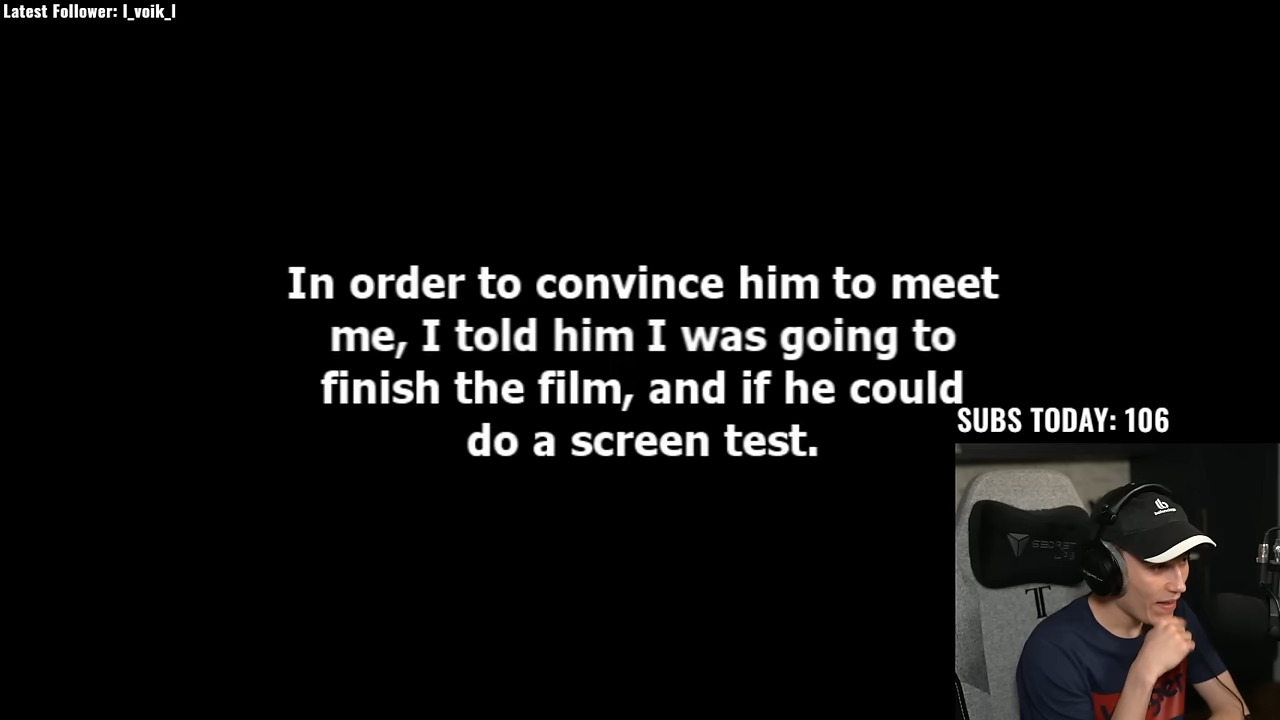 Latest Follower: l_voik_l
In order to convince him to meet
me, I told him I was going to
finish the film, and if he could
do a screen test.
SUBS TODAY: 106